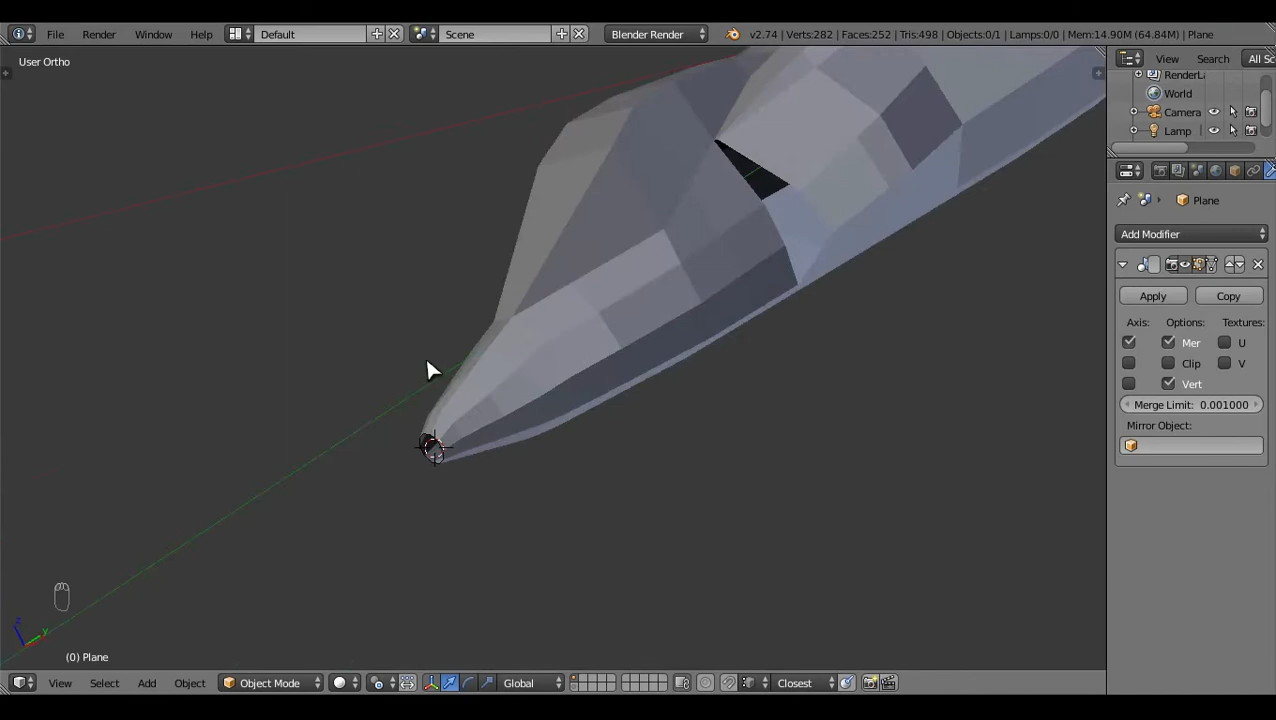 File Render Window Help Default Scene Blender Render v2.74 | Verts:282 | Faces:252 | Tris:498 | Objects:0/1 | Lamps:0/0 | Mem:14.90M (64.84M) | Plane
User Ortho
View Search All Sc
RenderLa
World
Camera
Lamp
Plane
Add Modifier
Apply Copy
Axis: Options: Textures:
Mer U
Clip V
Vert
Merge Limit: 0.001000
Mirror Object:
z
y
(0) Plane
View Select Add Object Object Mode Global Closest